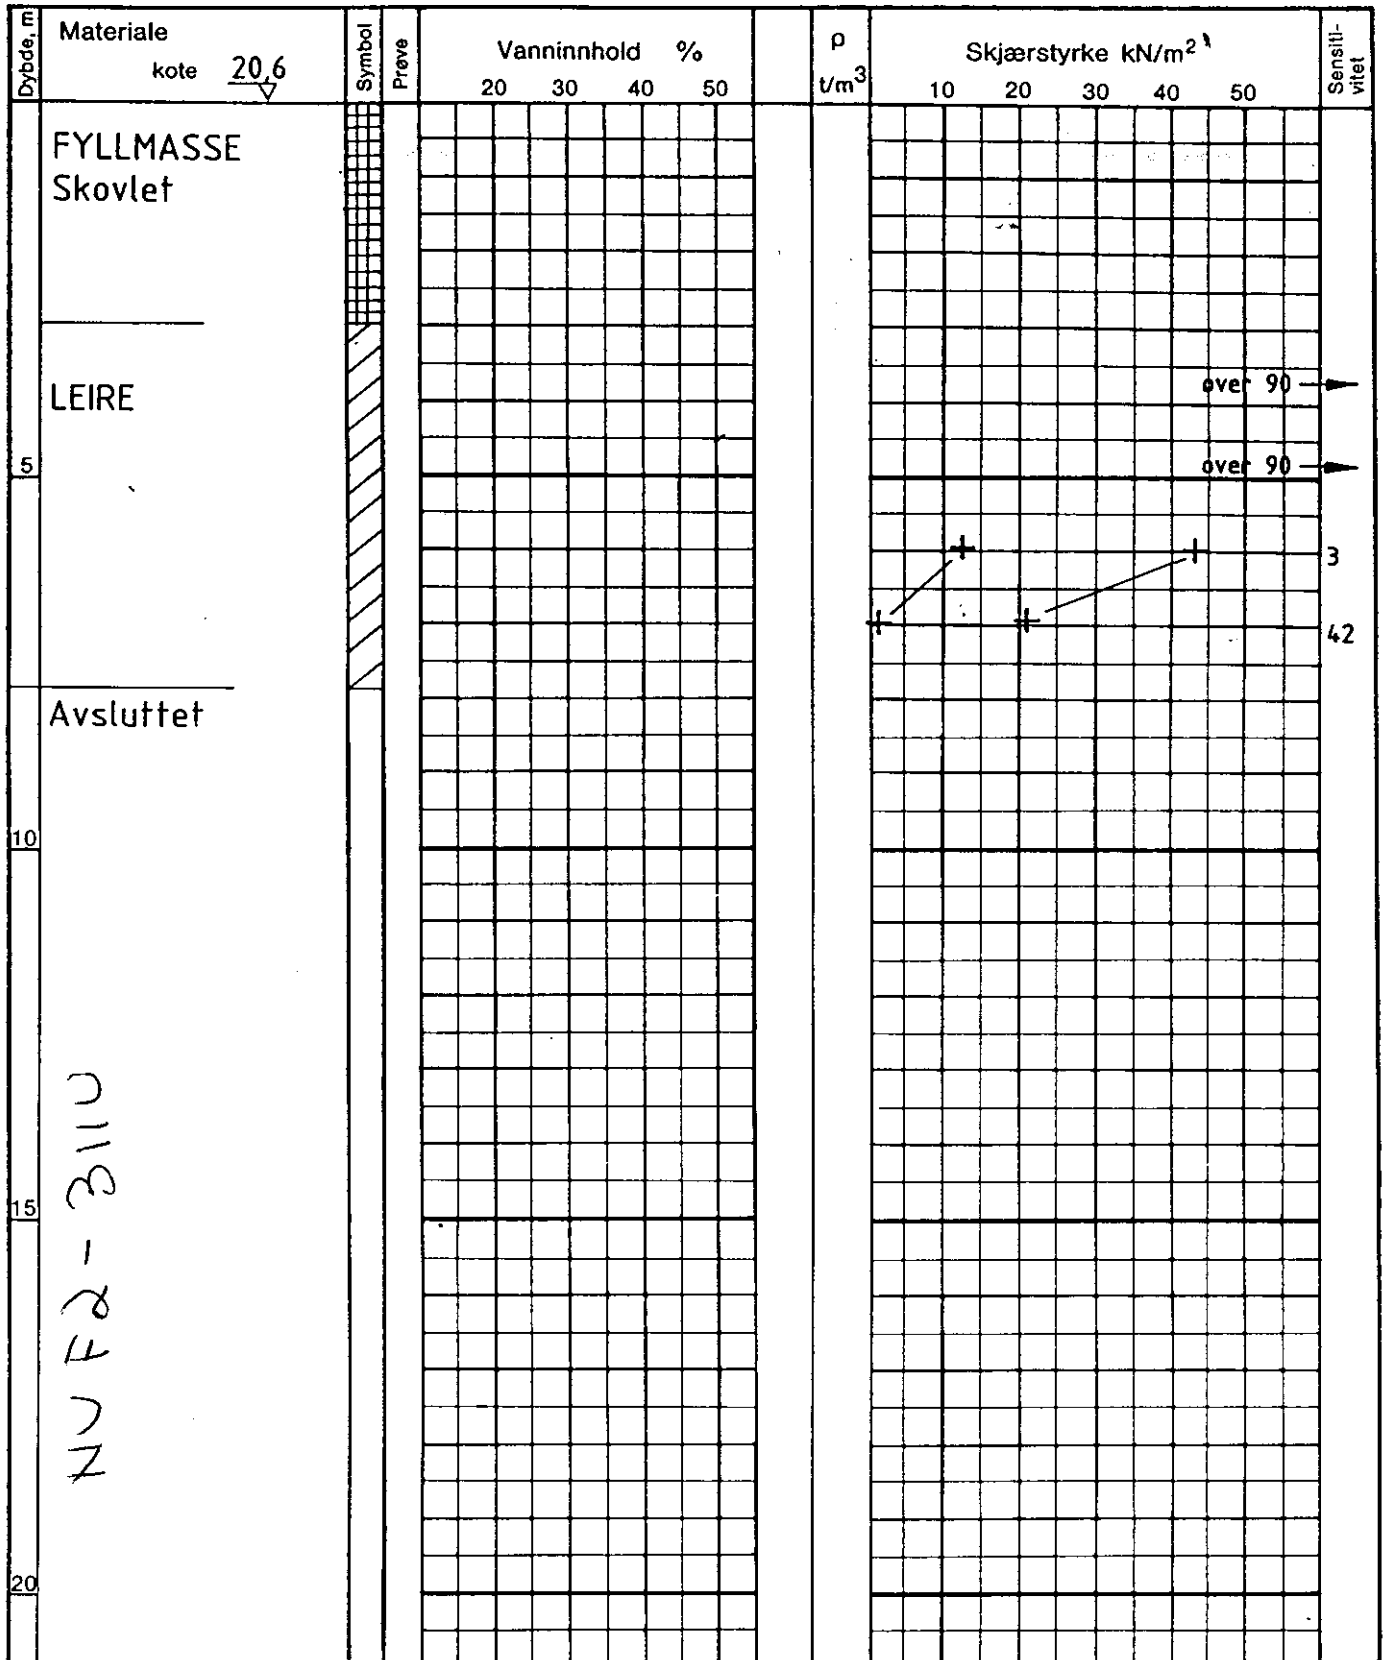 Dybde, m
Materiale
kote 20,6
Symbol
Prøve
Vanninnhold %
20 30 40 50
ρ
t/m³
Skjærstyrke kN/m²
10 20 30 40 50
Sensiti-
vitet
FYLLMASSE
Skovlet
LEIRE
over 90
5
over 90
3
42
Avsluttet
10
15
20
NVF2-311U